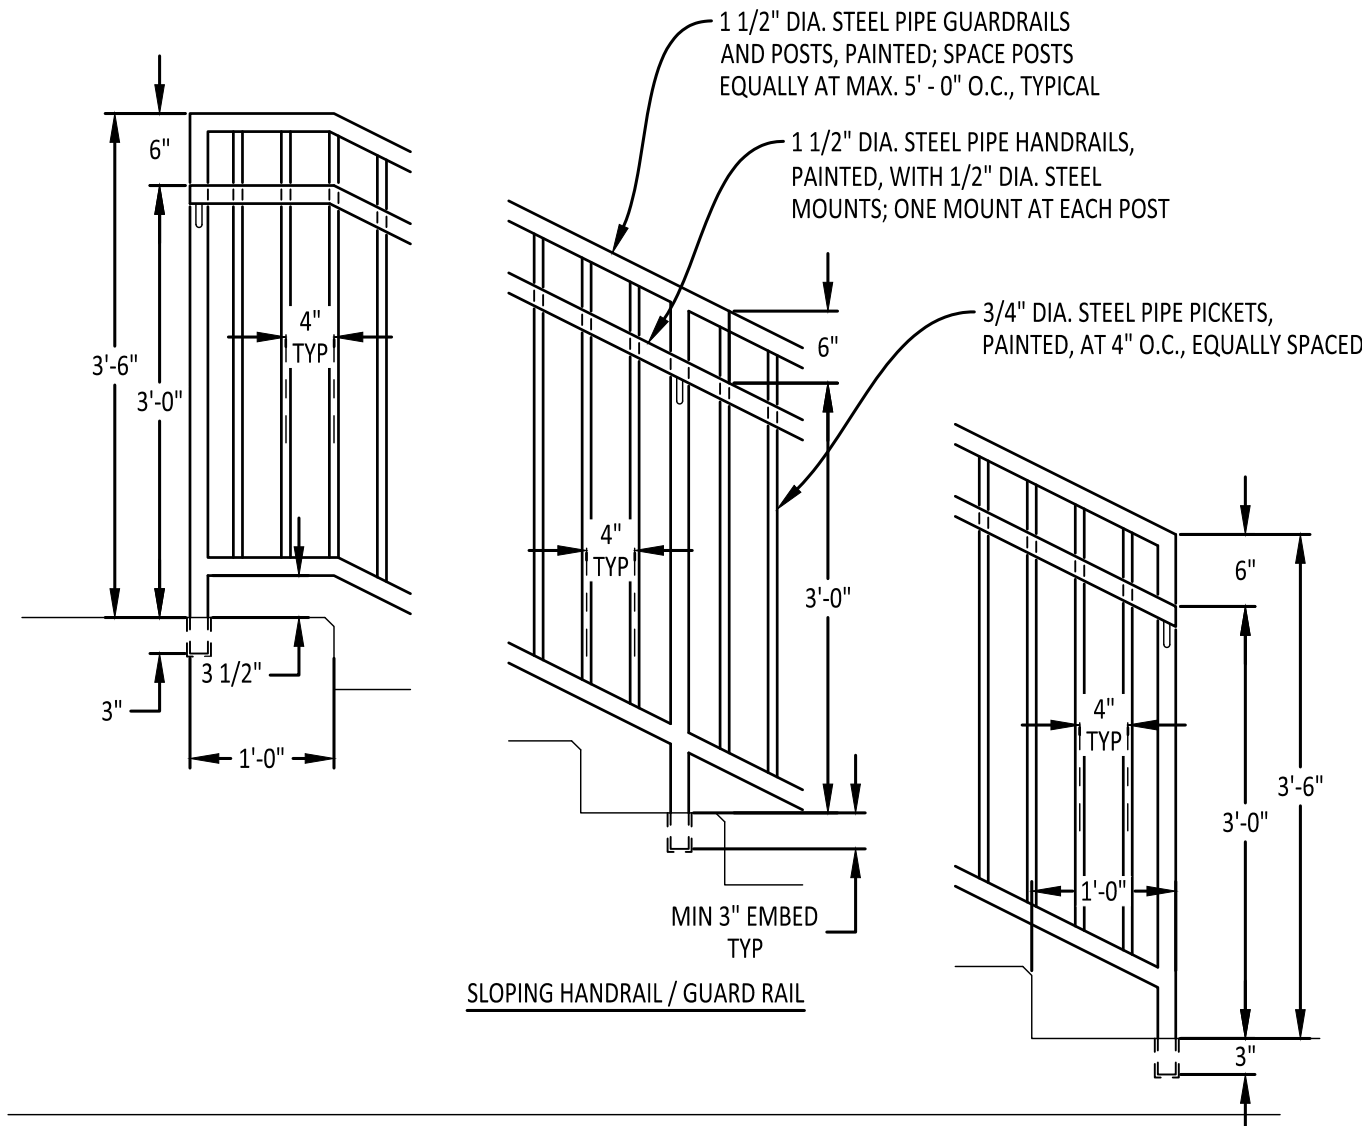 1 1/2" DIA. STEEL PIPE GUARDRAILS
AND POSTS, PAINTED; SPACE POSTS
EQUALLY AT MAX. 5' - 0" O.C., TYPICAL
1 1/2" DIA. STEEL PIPE HANDRAILS,
PAINTED, WITH 1/2" DIA. STEEL
MOUNTS; ONE MOUNT AT EACH POST
3/4" DIA. STEEL PIPE PICKETS,
PAINTED, AT 4" O.C., EQUALLY SPACED
6"
4"
TYP
3'-6"
3'-0"
3 1/2"
3"
1'-0"
6"
4"
TYP
3'-0"
MIN 3" EMBED
TYP
6"
4"
TYP
3'-6"
3'-0"
1'-0"
3"
SLOPING HANDRAIL / GUARD RAIL